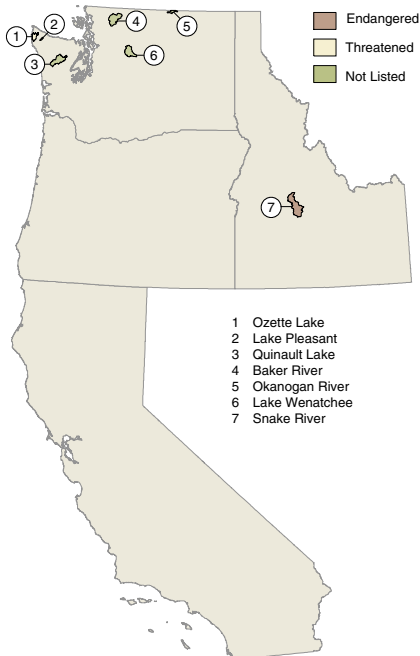 Endangered
Threatened
Not Listed
1
2
3
4
5
6
7
1 Ozette Lake
2 Lake Pleasant
3 Quinault Lake
4 Baker River
5 Okanogan River
6 Lake Wenatchee
7 Snake River